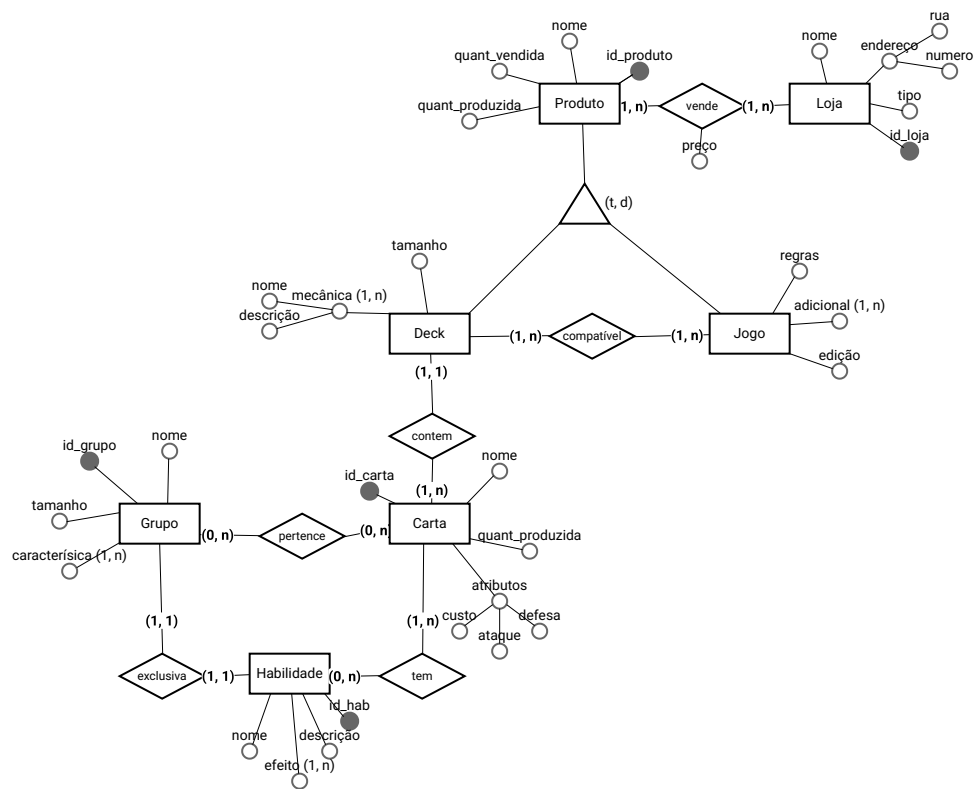 rua
nome
nome
endereço
quant_vendida
id_produto
numero
Produto
1, n)
vende
(1, n)
Loja
tipo
quant_produzida
id_loja
preço
(t, d)
tamanho
regras
nome
mecânica (1, n)
adicional (1, n)
descrição
Deck
(1, n)
compatível
(1, n)
Jogo
edição
(1, 1)
contem
id_grupo
nome
nome
id_carta
(1, n)
tamanho
Grupo
(0, n)
pertence
(0, n)
Carta
quant_produzida
caracterísica (1, n)
atributos
custo
defesa
ataque
(1, 1)
(1, n)
exclusiva
(1, 1)
Habilidade
(0, n)
tem
id_hab
nome
descrição
efeito (1, n)